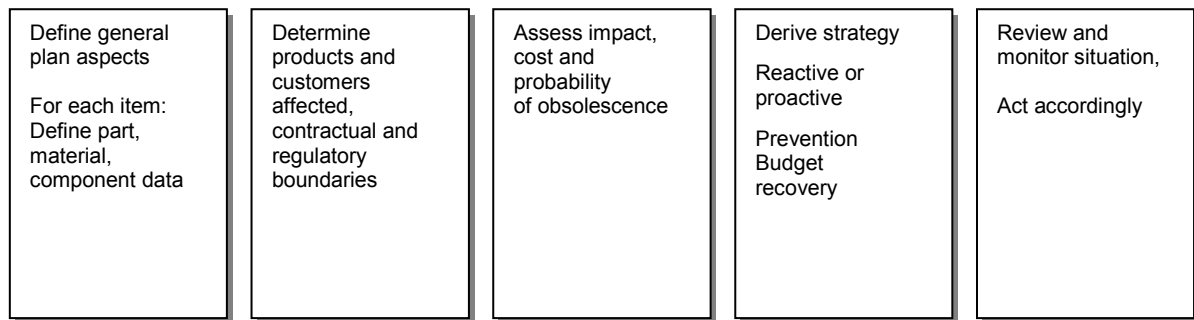 Define general
plan aspects
For each item:
Define part,
material,
component data
Determine
products and
customers
affected,
contractual and
regulatory
boundaries
Assess impact,
cost and
probability
of obsolescence
Derive strategy
Reactive or
proactive
Prevention
Budget
recovery
Review and
monitor situation,
Act accordingly